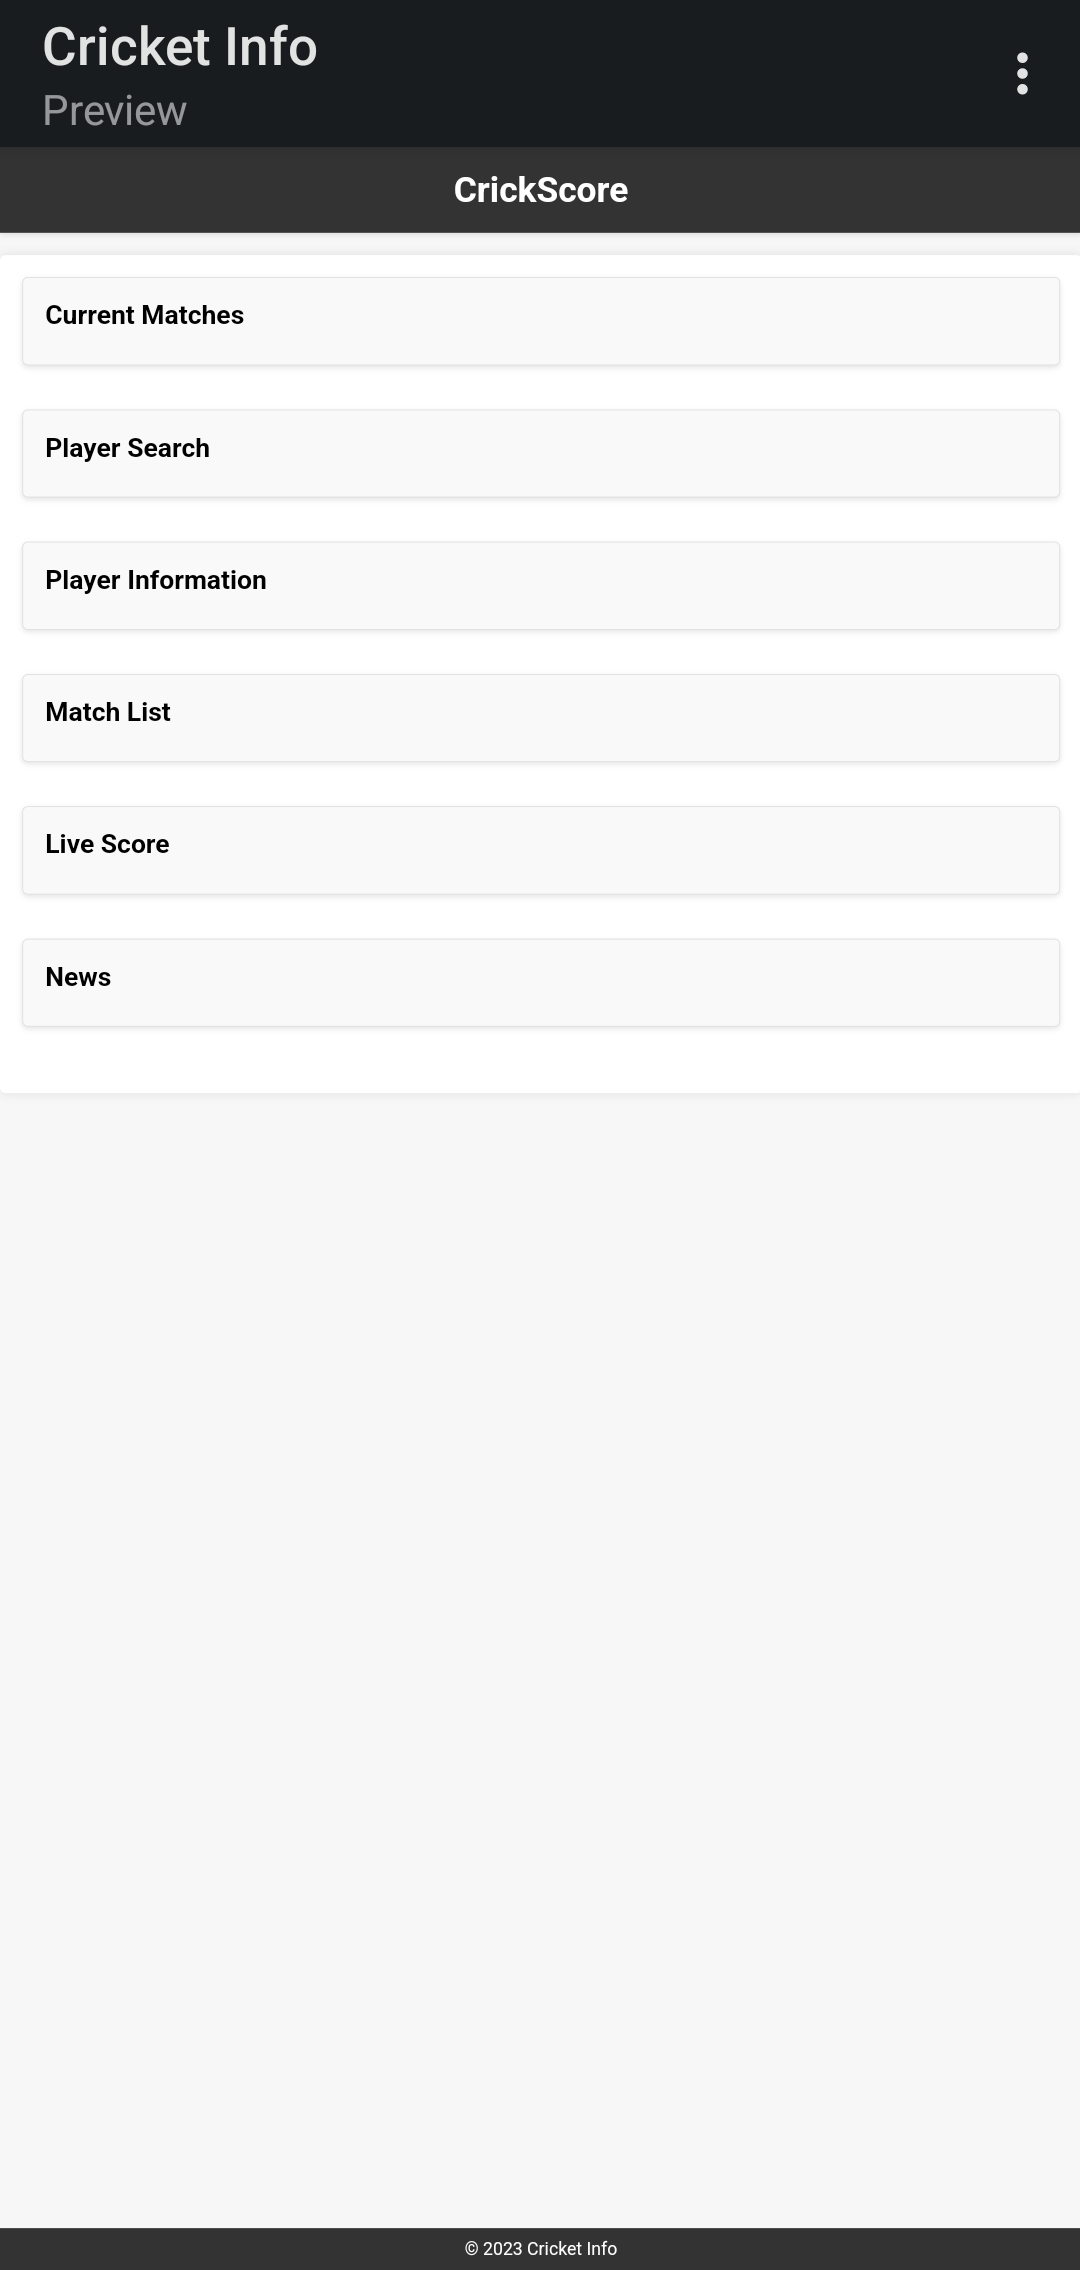 Cricket Info
Preview
CrickScore
Current Matches
Player Search
Player Information
Match List
Live Score
News
© 2023 Cricket Info